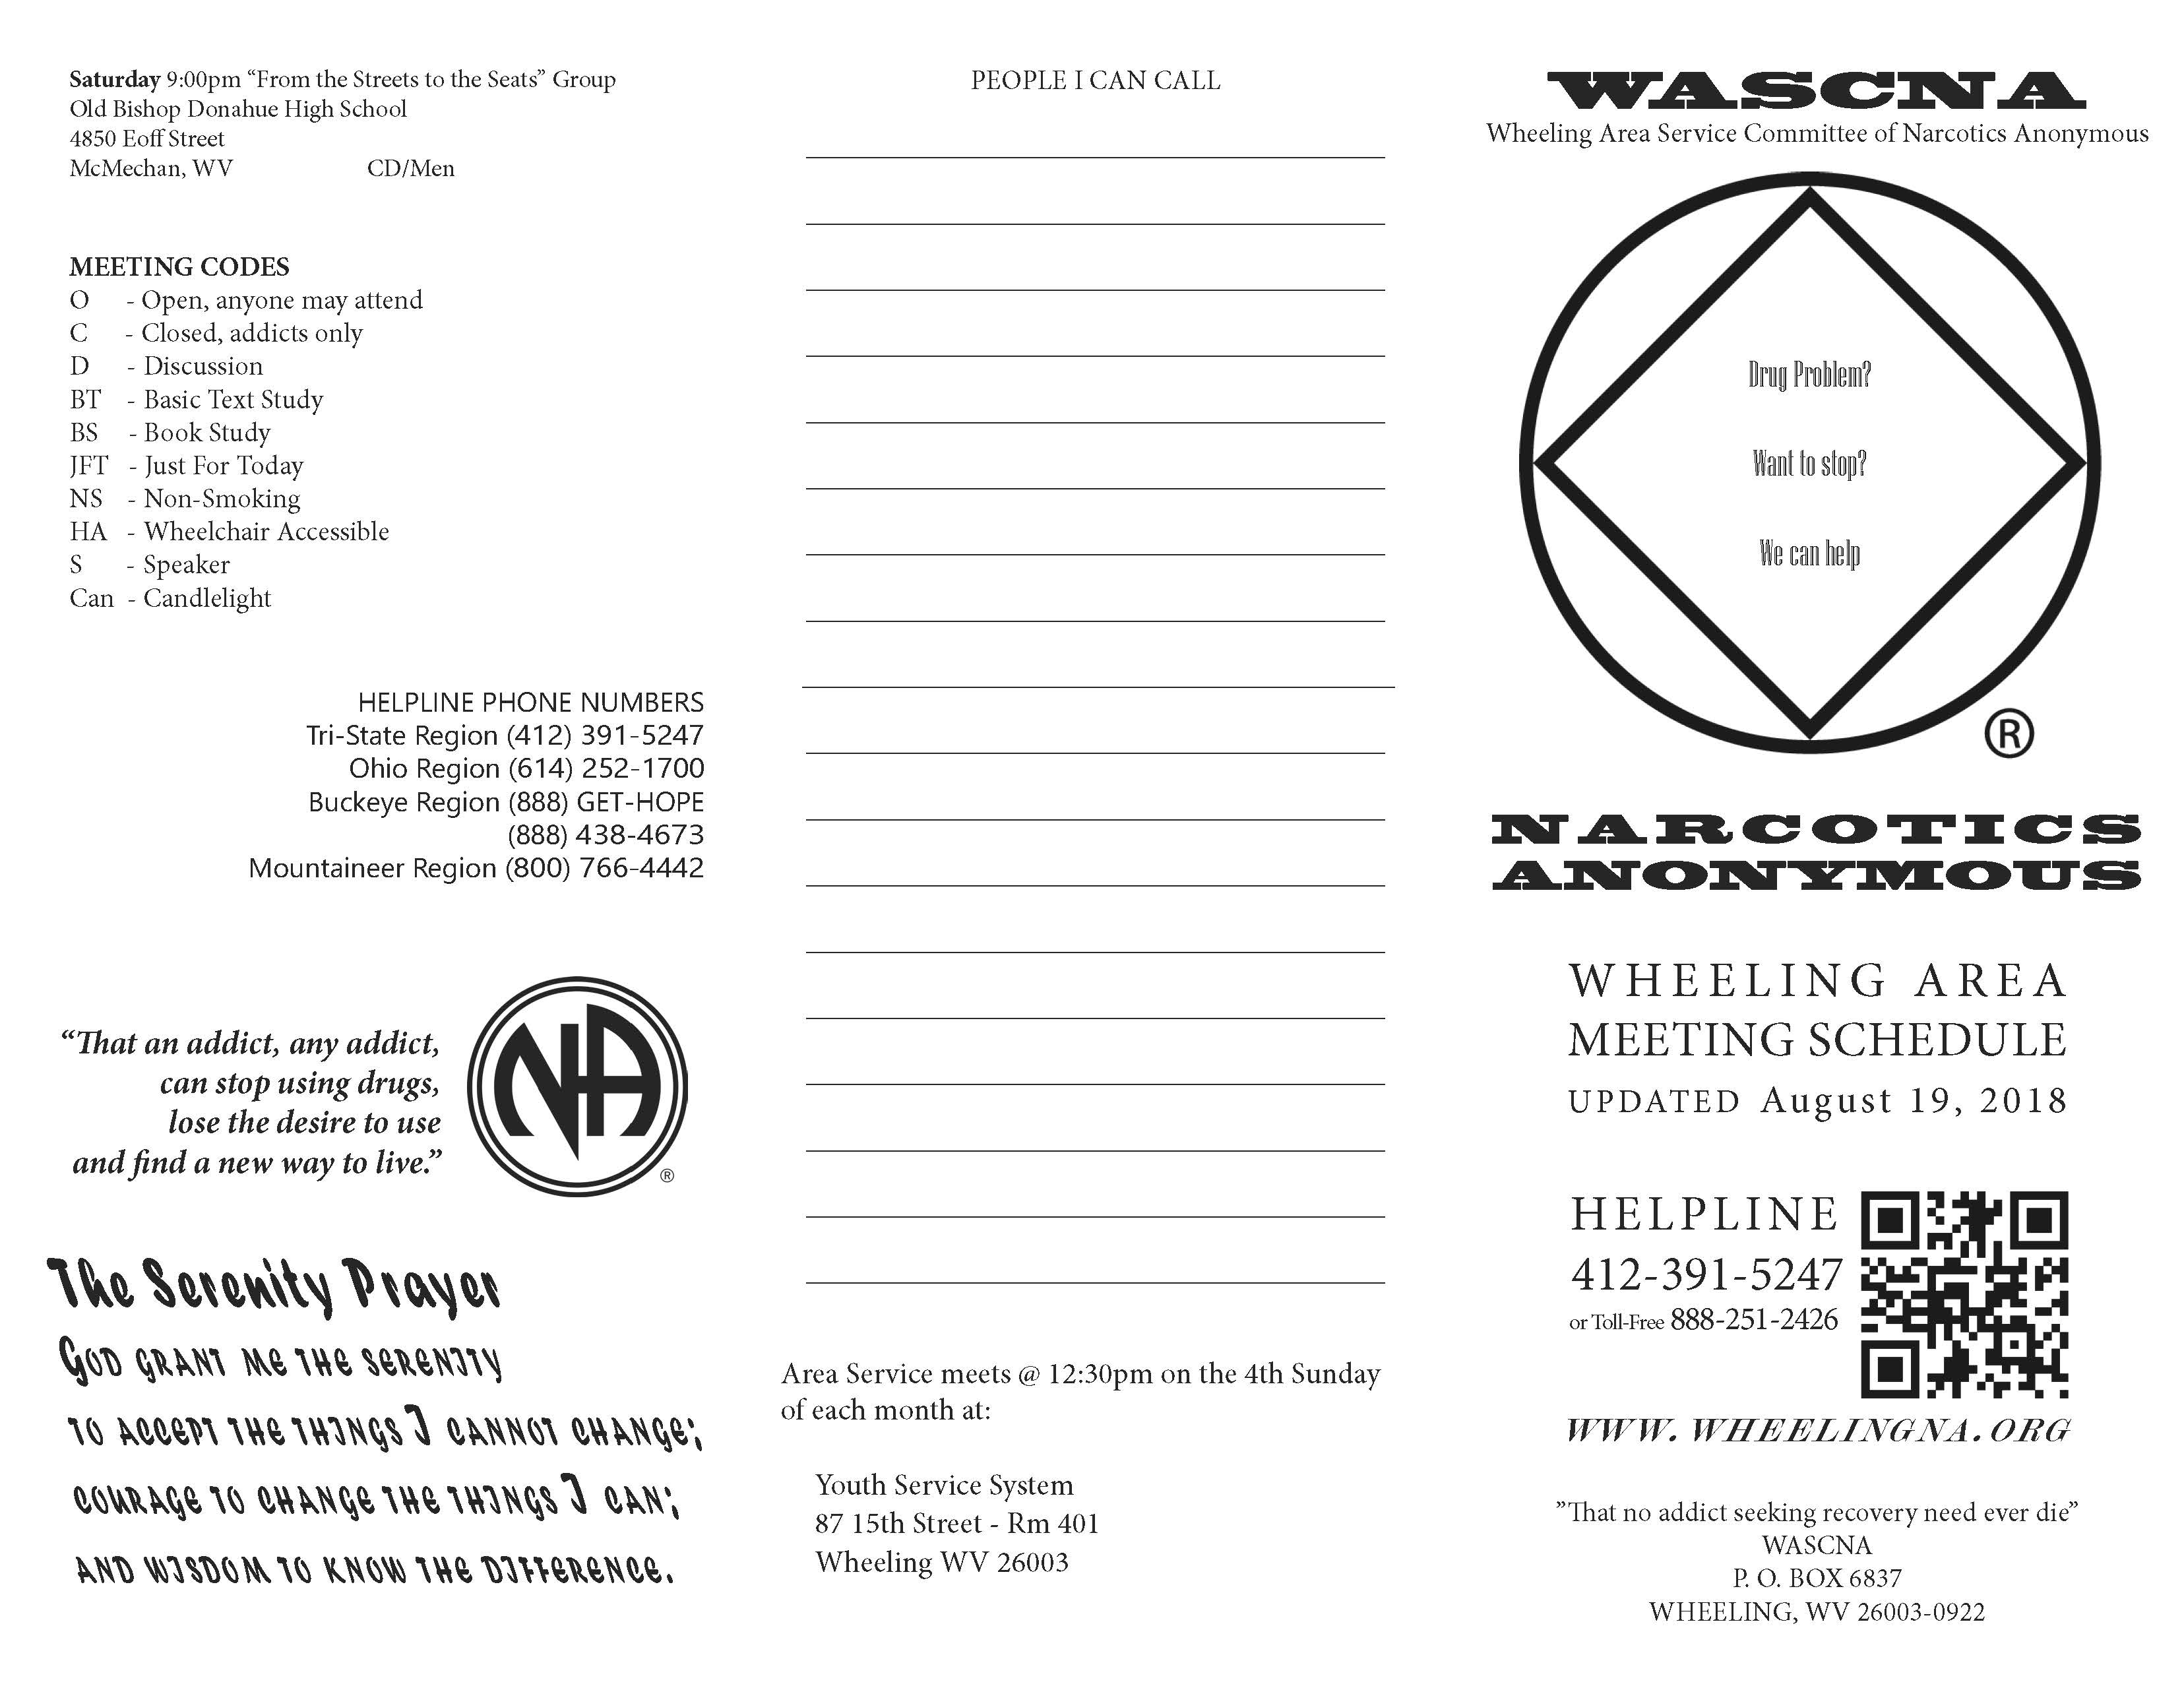 Saturday 9:00pm “From the Streets to the Seats” Group
Old Bishop Donahue High School
4850 Eoff Street
McMechan, WV CD/Men
MEETING CODES
O - Open, anyone may attend
C - Closed, addicts only
D - Discussion
BT - Basic Text Study
BS - Book Study
JFT - Just For Today
NS - Non-Smoking
HA - Wheelchair Accessible
S - Speaker
Can - Candlelight
HELPLINE PHONE NUMBERS
Tri-State Region (412) 391-5247
Ohio Region (614) 252-1700
Buckeye Region (888) GET-HOPE
(888) 438-4673
Mountaineer Region (800) 766-4442
“That an addict, any addict,
can stop using drugs,
lose the desire to use
and find a new way to live.”
NA
®
The Serenity Prayer
God grant me the serenity
to accept the things I cannot change;
courage to change the things I can;
and wisdom to know the difference.
PEOPLE I CAN CALL
Area Service meets @ 12:30pm on the 4th Sunday
of each month at:
Youth Service System
87 15th Street - Rm 401
Wheeling WV 26003
WASCNA
Wheeling Area Service Committee of Narcotics Anonymous
Drug Problem?
Want to stop?
We can help
®
NARCOTICS
ANONYMOUS
WHEELING AREA
MEETING SCHEDULE
UPDATED August 19, 2018
HELPLINE
412-391-5247
or Toll-Free 888-251-2426
WWW. WHEELINGNA.ORG
”That no addict seeking recovery need ever die”
WASCNA
P. O. BOX 6837
WHEELING, WV 26003-0922